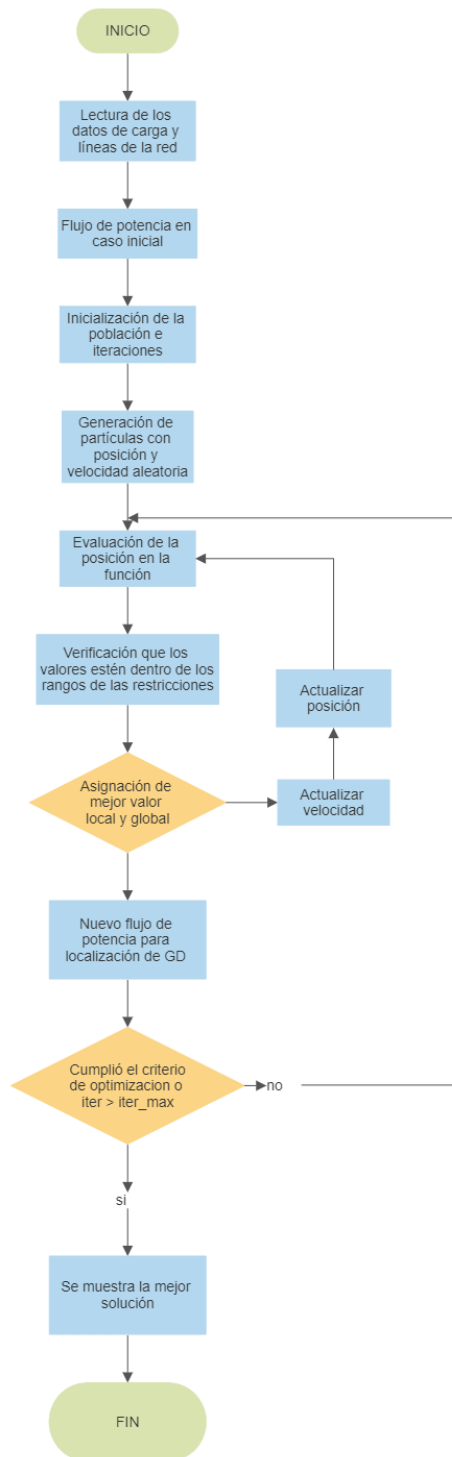 INICIO
Lectura de los
datos de carga y
líneas de la red
Flujo de potencia en
caso inicial
Inicialización de la
población e
iteraciones
Generación de
partículas con
posición y
velocidad aleatoria
Evaluación de la
posición en la
función
Verificación que los
valores estén dentro de los
rangos de las restricciones
Actualizar
posición
Asignación de
mejor valor
local y global
Actualizar
velocidad
Nuevo flujo de
potencia para
localización de GD
Cumplió el criterio
de optimizacion o
iter > iter_max
no
si
Se muestra la mejor
solución
FIN